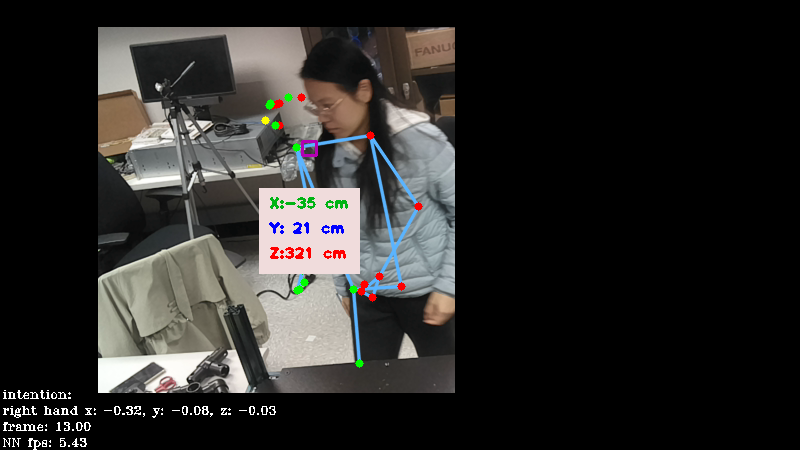 FANUC
X:-35 cm
Y: 21 cm
Z:321 cm
intention:
right hand x: -0.32, y: -0.08, z: -0.03
frame: 13.00
NN fps: 5.43